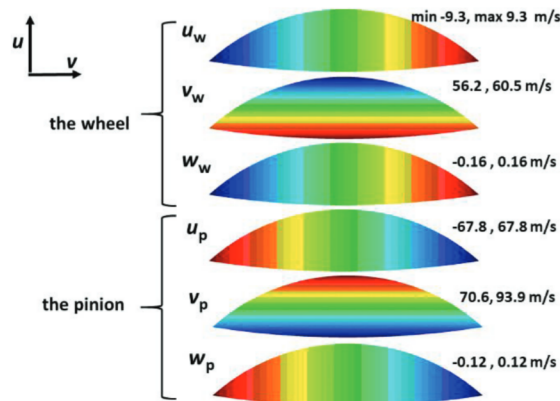 u
v
the wheel
u_w
min -9.3, max 9.3 m/s
v_w
56.2 , 60.5 m/s
w_w
-0.16 , 0.16 m/s
the pinion
u_p
-67.8 , 67.8 m/s
v_p
70.6, 93.9 m/s
w_p
-0.12 , 0.12 m/s